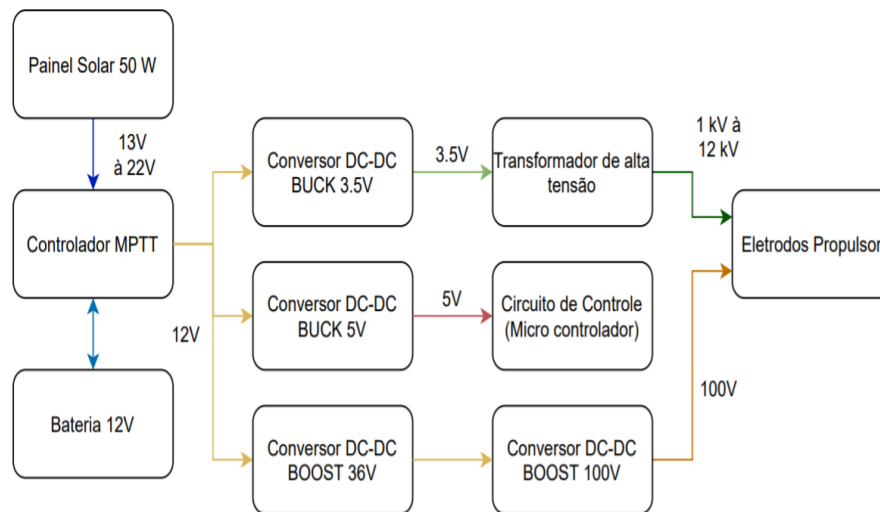 Painel Solar 50 W
13V
à 22V
Controlador MPTT
12V
Bateria 12V
Conversor DC-DC
BUCK 3.5V
3.5V
Transformador de alta
tensão
1 kV à
12 kV
Eletrodos Propulsor
Conversor DC-DC
BUCK 5V
5V
Circuito de Controle
(Micro controlador)
Conversor DC-DC
BOOST 36V
Conversor DC-DC
BOOST 100V
100V